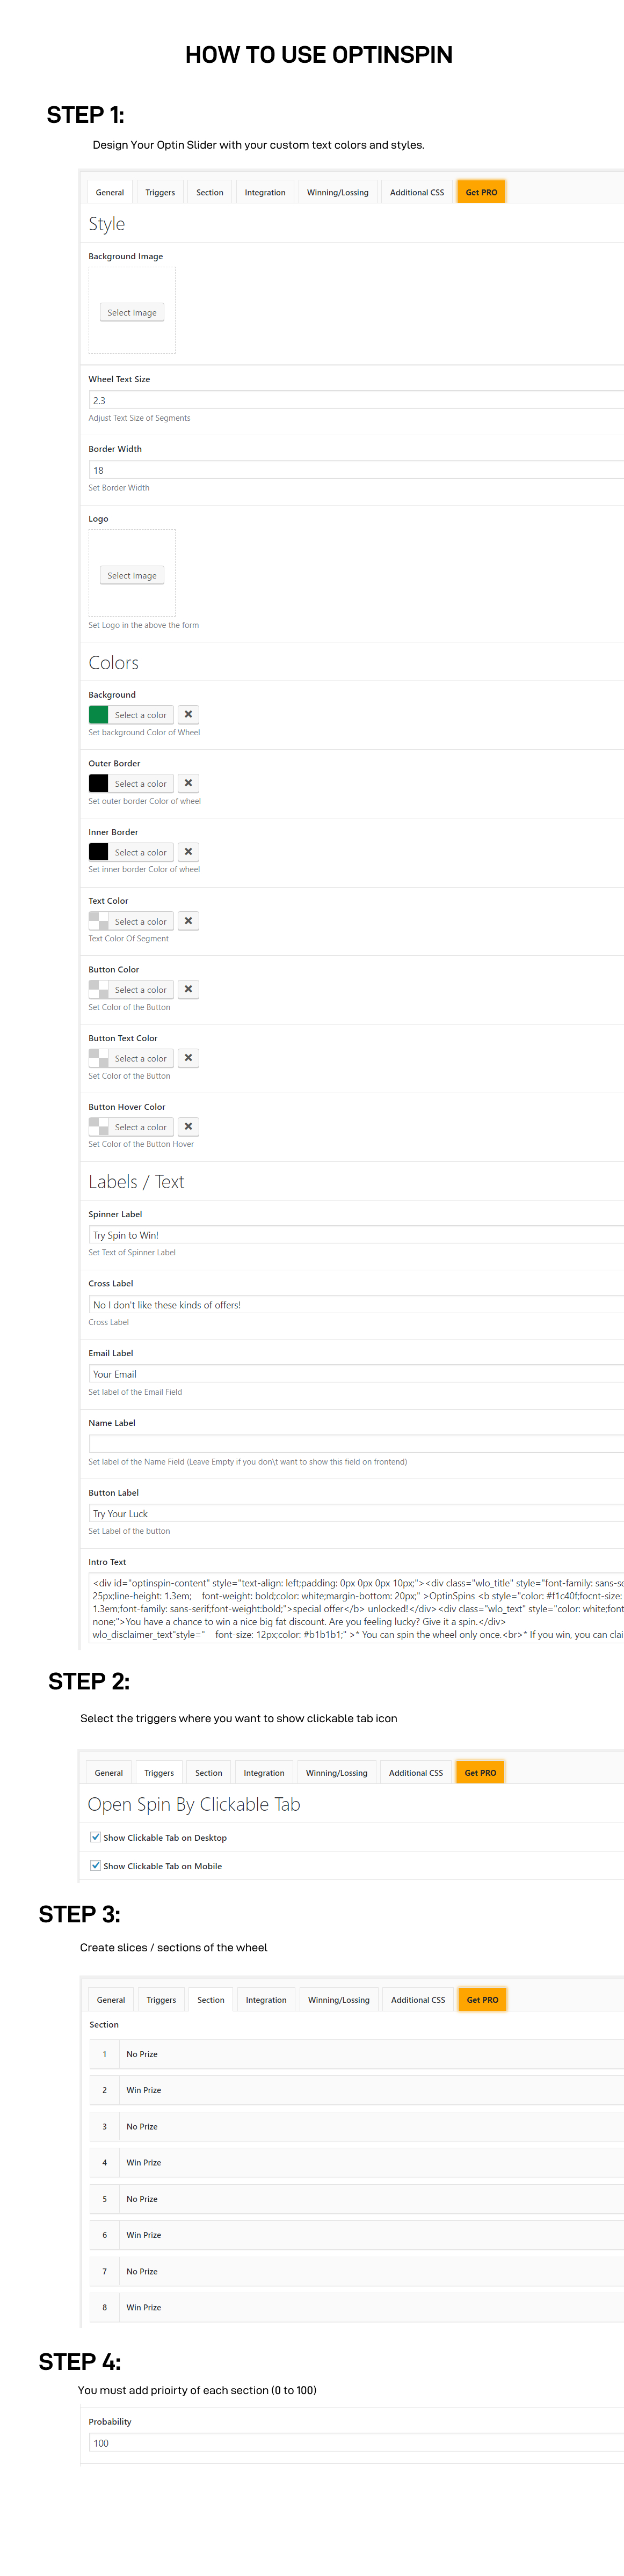 HOW TO USE OPTINSPIN
STEP 1:
Design Your Optin Slider with your custom text colors and styles.
General Triggers Section Integration Winning/Lossing Additional CSS Get PRO
Style
Background Image
Select Image
Wheel Text Size
2.3
Adjust Text Size of Segments
Border Width
18
Set Border Width
Logo
Select Image
Set Logo in the above the form
Colors
Background
Select a color
Set background Color of Wheel
Outer Border
Select a color
Set outer border Color of wheel
Inner Border
Select a color
Set inner border Color of wheel
Text Color
Select a color
Text Color Of Segment
Button Color
Select a color
Set Color of the Button
Button Text Color
Select a color
Set Color of the Button
Button Hover Color
Select a color
Set Color of the Button Hover
Labels / Text
Spinner Label
Try Spin to Win!
Set Text of Spinner Label
Cross Label
No I don't like these kinds of offers!
Cross Label
Email Label
Your Email
Set label of the Email Field
Name Label
Set label of the Name Field (Leave Empty if you don\t want to show this field on frontend)
Button Label
Try Your Luck
Set Label of the button
Intro Text
<div id="optinspin-content" style="text-align: left;padding: 0px 0px 0px 10px;"><div class="wlo_title" style="font-family: sans-se
25px;line-height: 1.3em; font-weight: bold;color: white;margin-bottom: 20px;" >OptinSpins <b style="color: #f1c40f;focnt-size:
1.3em;font-family: sans-serif;font-weight:bold;">special offer</b> unlocked!</div><div class="wlo_text" style="color: white;font
none;">You have a chance to win a nice big fat discount. Are you feeling lucky? Give it a spin.</div>
wlo_disclaimer_text"style=" font-size: 12px;color: #b1b1b1;" >* You can spin the wheel only once.<br>* If you win, you can clai
STEP 2:
Select the triggers where you want to show clickable tab icon
General Triggers Section Integration Winning/Lossing Additional CSS Get PRO
Open Spin By Clickable Tab
Show Clickable Tab on Desktop
Show Clickable Tab on Mobile
STEP 3:
Create slices / sections of the wheel
General Triggers Section Integration Winning/Lossing Additional CSS Get PRO
Section
1 No Prize
2 Win Prize
3 No Prize
4 Win Prize
5 No Prize
6 Win Prize
7 No Prize
8 Win Prize
STEP 4:
You must add prioirty of each section (0 to 100)
Probability
100